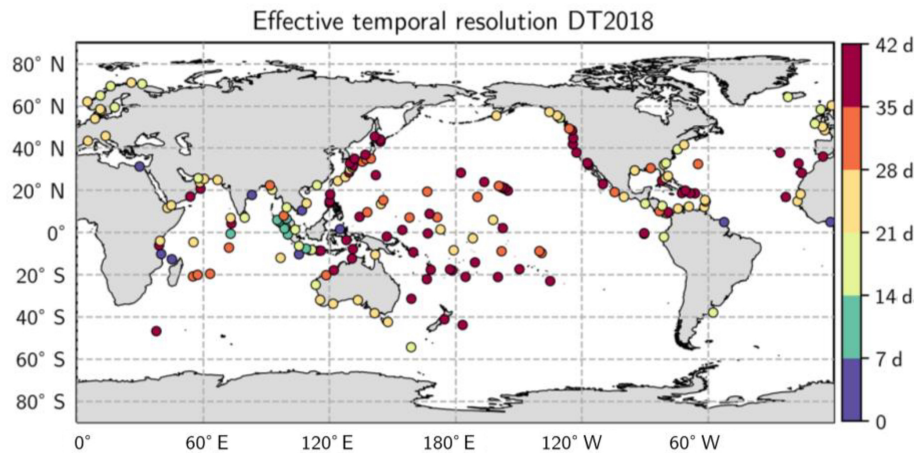 Effective temporal resolution DT2018
80° N
60° N
40° N
20° N
0°
20° S
40° S
60° S
80° S
0°
60° E
120° E
180° E
120° W
60° W
42 d
35 d
28 d
21 d
14 d
7 d
0